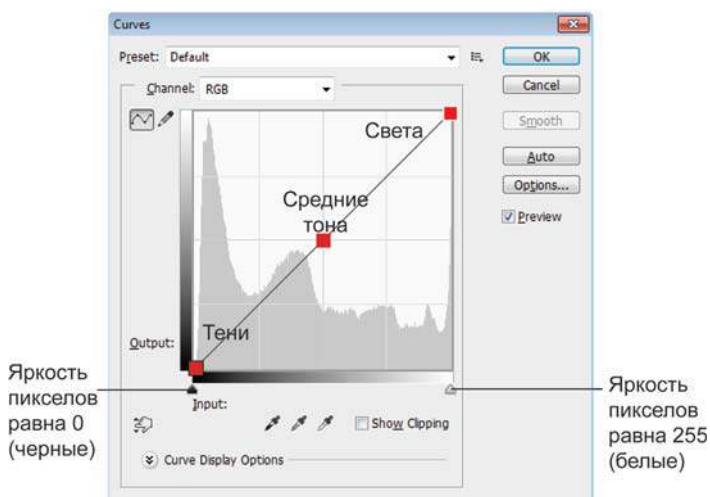 Curves
Preset: Default
OK
Channel: RGB
Cancel
Smooth
Auto
Options...
Preview
Света
Средние
тона
Тени
Output:
Input:
Show Clipping
Curve Display Options
Яркость
пикселов
равна 0
(черные)
Яркость
пикселов
равна 255
(белые)